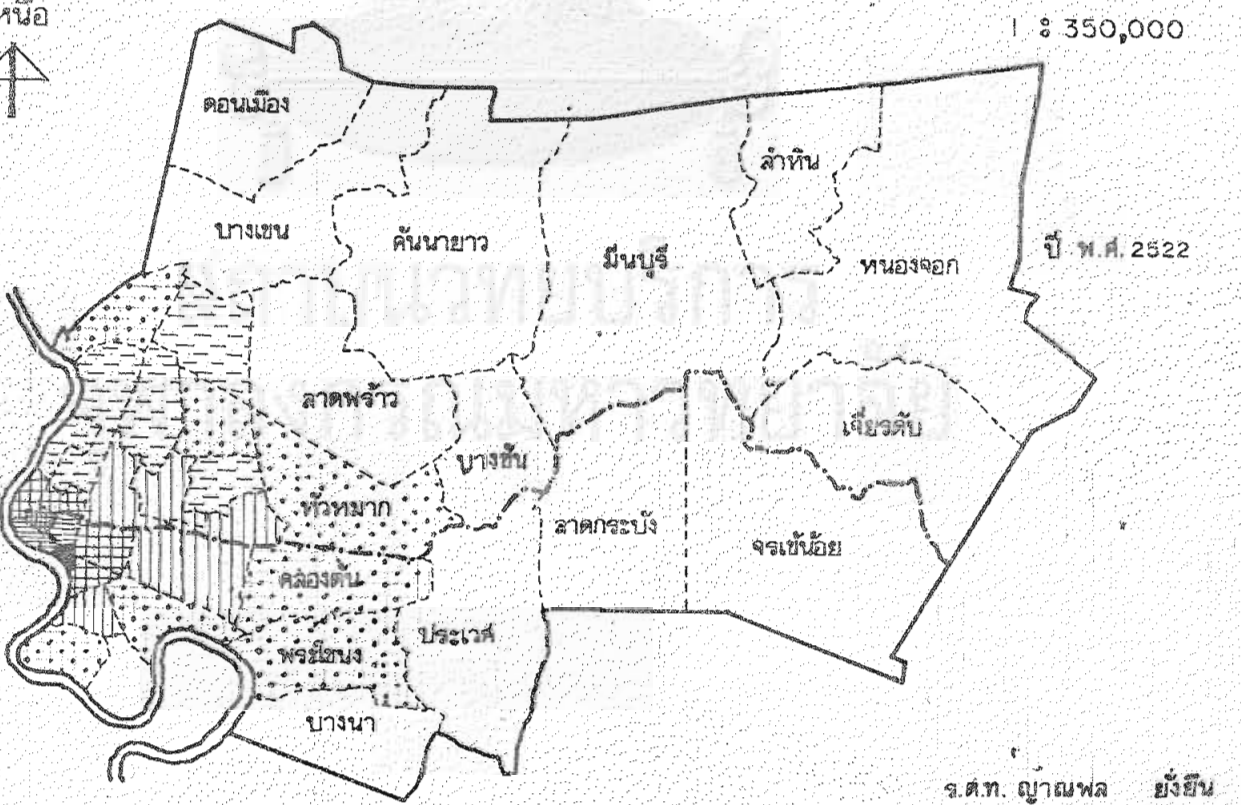 เหนือ
1 : 350,000
ดอนเมือง
ลำหิน
บางเขน
คันนายาว
มีนบุรี
หนองจอก
ปี พ.ศ. 2522
ลาดพร้าว
เจียรดับ
บางชัน
หัวหมาก
ลาดกระบัง
จรเข้น้อย
คลองตัน
ประเวศ
พระโขนง
บางนา
ร.ต.ท. ญาณพล ยั่งยืน